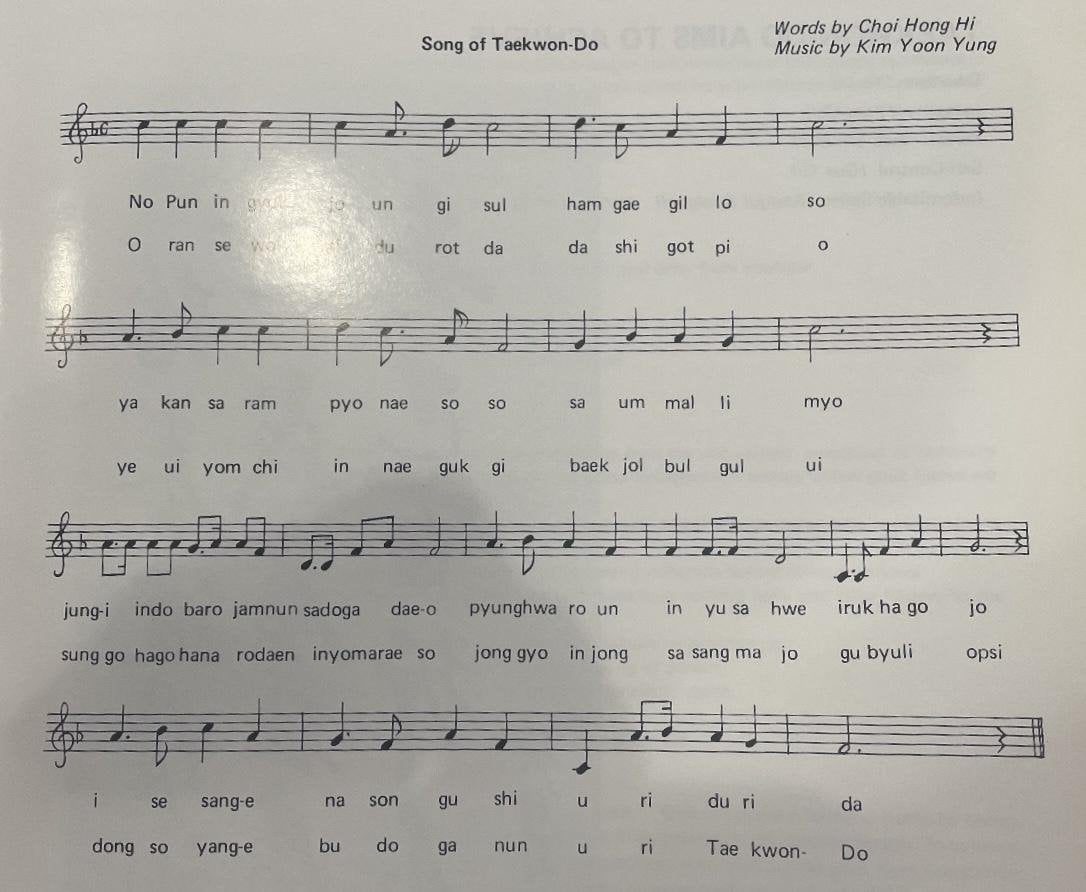 Song of Taekwon-Do
Words by Choi Hong Hi
Music by Kim Yoon Yung
No Pun in jo un gi sul ham gae gil lo so
O ran se du rot da da shi got pi o
ya kan sa ram pyo nae so so sa um mal li myo
ye ui yom chi in nae guk gi baek jol bul gul ui
jung-i indo baro jamnun sadoga dae-o pyunghwa ro un in yu sa hwe iruk ha go jo
sung go hago hana rodaen inyomarae so jong gyo in jong sa sang ma jo gu byuli opsi
i se sang-e na son gu shi u ri du ri da
dong so yang-e bu do ga nun u ri Tae kwon- Do